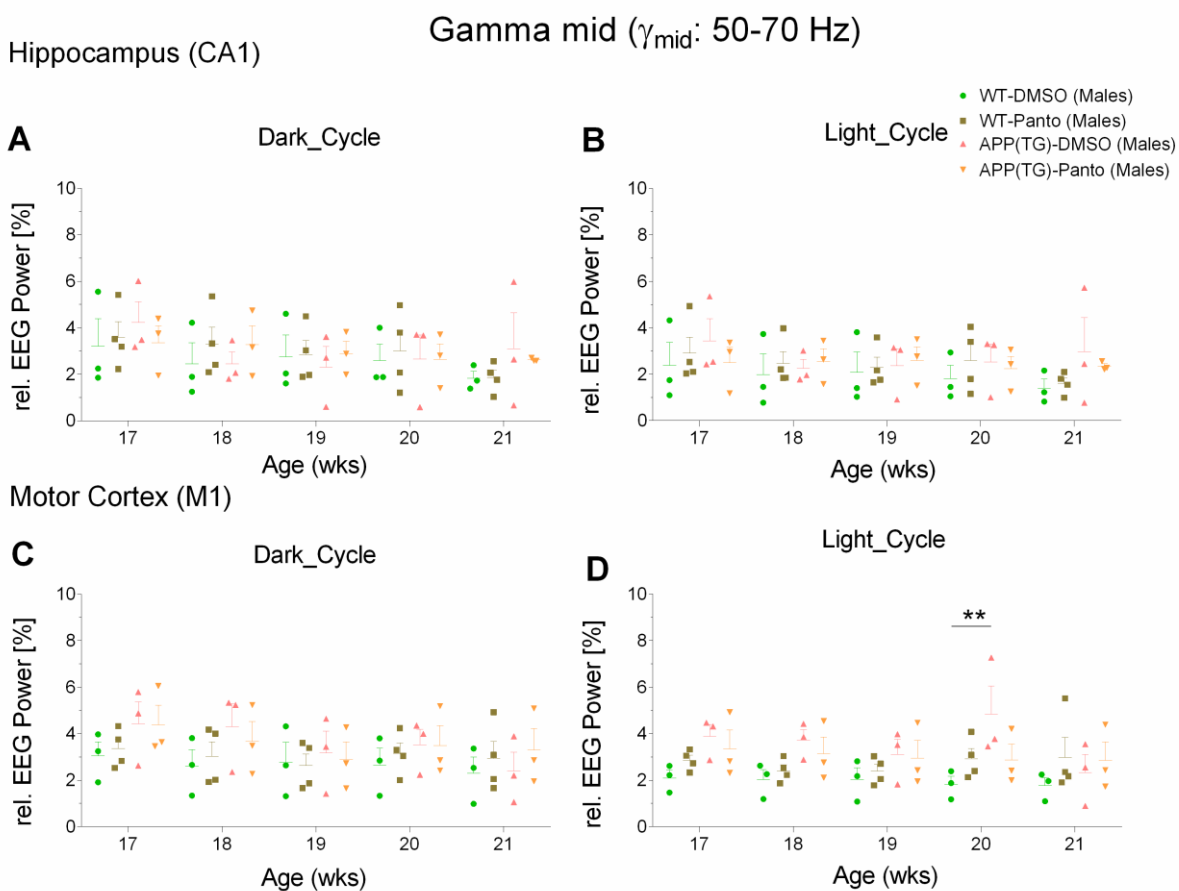 Gamma mid (γmid: 50-70 Hz)
Hippocampus (CA1)
WT-DMSO (Males)
WT-Panto (Males)
APP(TG)-DMSO (Males)
APP(TG)-Panto (Males)
A
Dark_Cycle
rel. EEG Power [%]
10
8
6
4
2
0
17 18 19 20 21
Age (wks)
B
Light_Cycle
rel. EEG Power [%]
10
8
6
4
2
0
17 18 19 20 21
Age (wks)
Motor Cortex (M1)
C
Dark_Cycle
rel. EEG Power [%]
10
8
6
4
2
0
17 18 19 20 21
Age (wks)
D
Light_Cycle
rel. EEG Power [%]
10
8
6
4
2
0
**
17 18 19 20 21
Age (wks)